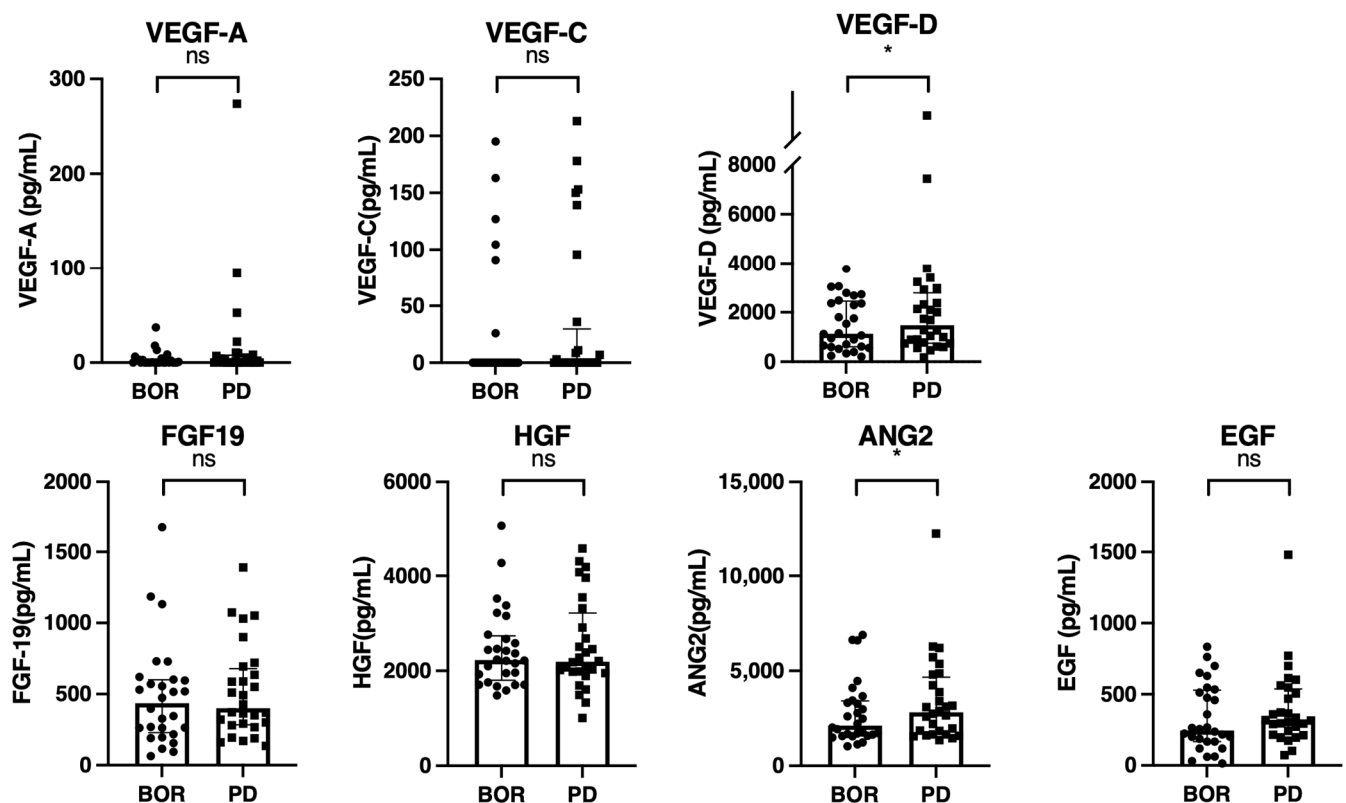 VEGF-A
ns
VEGF-A (pg/mL)
300
200
100
0
BOR PD
VEGF-C
ns
VEGF-C(pg/mL)
250
200
150
100
50
0
BOR PD
VEGF-D
*
VEGF-D (pg/mL)
8000
6000
4000
2000
0
BOR PD
FGF19
ns
FGF-19(pg/mL)
2000
1500
1000
500
0
BOR PD
HGF
ns
HGF(pg/mL)
6000
4000
2000
0
BOR PD
ANG2
*
ANG2(pg/mL)
15,000
10,000
5,000
0
BOR PD
EGF
ns
EGF (pg/mL)
2000
1500
1000
500
0
BOR PD